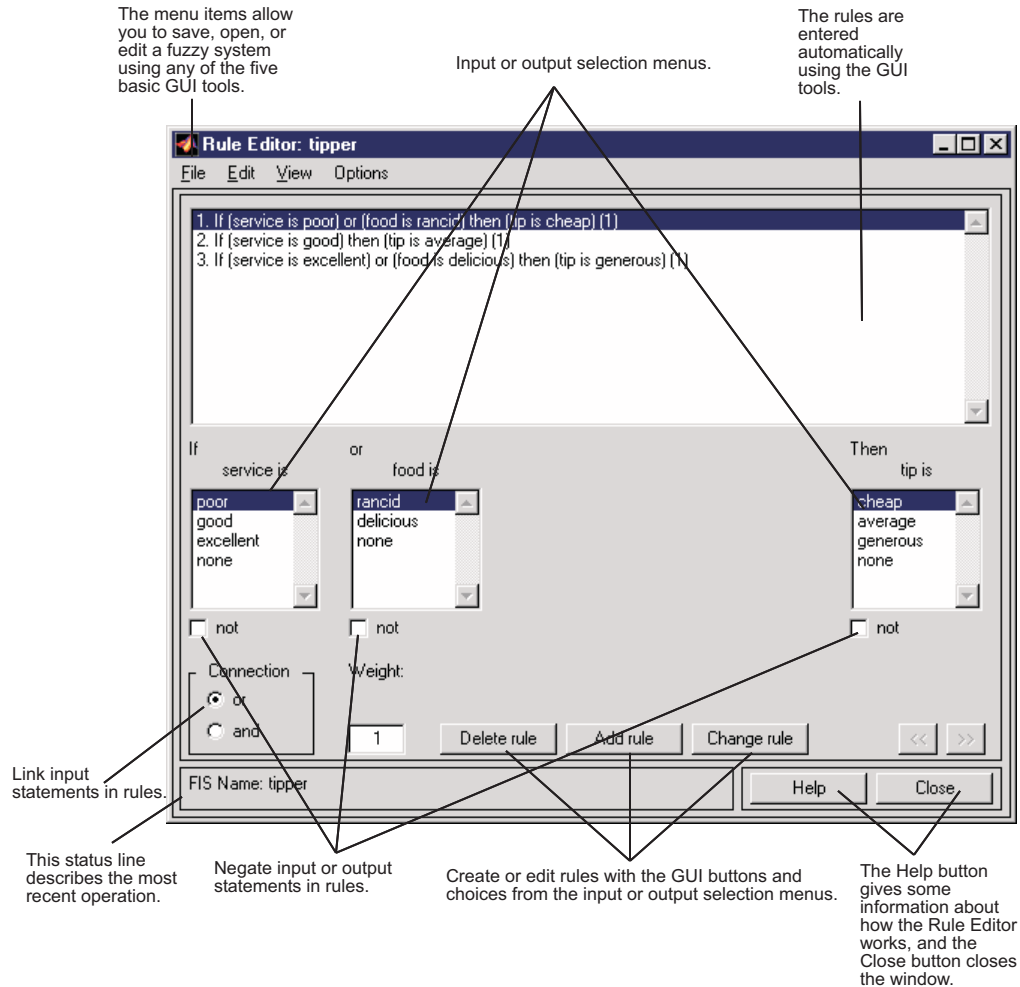 The menu items allow
you to save, open, or
edit a fuzzy system
using any of the five
basic GUI tools.
Input or output selection menus.
The rules are
entered
automatically
using the GUI
tools.
Rule Editor: tipper
File Edit View Options
1. If (service is poor) or (food is rancid) then (tip is cheap) (1)
2. If (service is good) then (tip is average) (1)
3. If (service is excellent) or (food is delicious) then (tip is generous) (1)
If
service is
or
food is
Then
tip is
poor
good
excellent
none
rancid
delicious
none
cheap
average
generous
none
not
not
not
Connection
or
and
Weight:
1
Delete rule
Add rule
Change rule
<<
>>
FIS Name: tipper
Help
Close
Link input
statements in rules.
This status line
describes the most
recent operation.
Negate input or output
statements in rules.
Create or edit rules with the GUI buttons and
choices from the input or output selection menus.
The Help button
gives some
information about
how the Rule Editor
works, and the
Close button closes
the window.